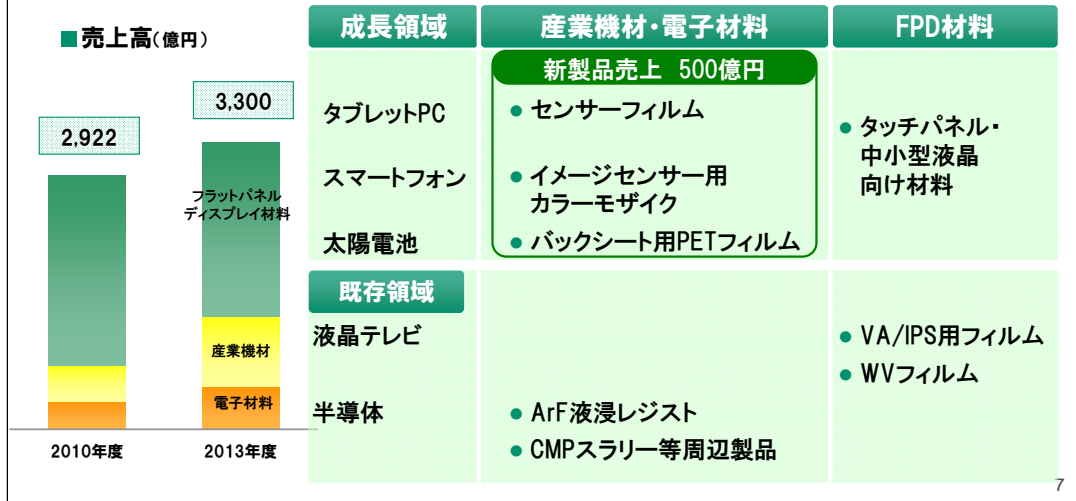 ■売上高(億円)
2,922
3,300
フラットパネル
ディスプレイ材料
産業機材
電子材料
2010年度
2013年度
成長領域
産業機材・電子材料
FPD材料
新製品売上 500億円
タブレットPC
● センサーフィルム
スマートフォン
● イメージセンサー用
カラーモザイク
太陽電池
● バックシート用PETフィルム
● タッチパネル・
中小型液晶
向け材料
既存領域
液晶テレビ
● VA/IPS用フィルム
● WVフィルム
半導体
● ArF液浸レジスト
● CMPスラリー等周辺製品
7